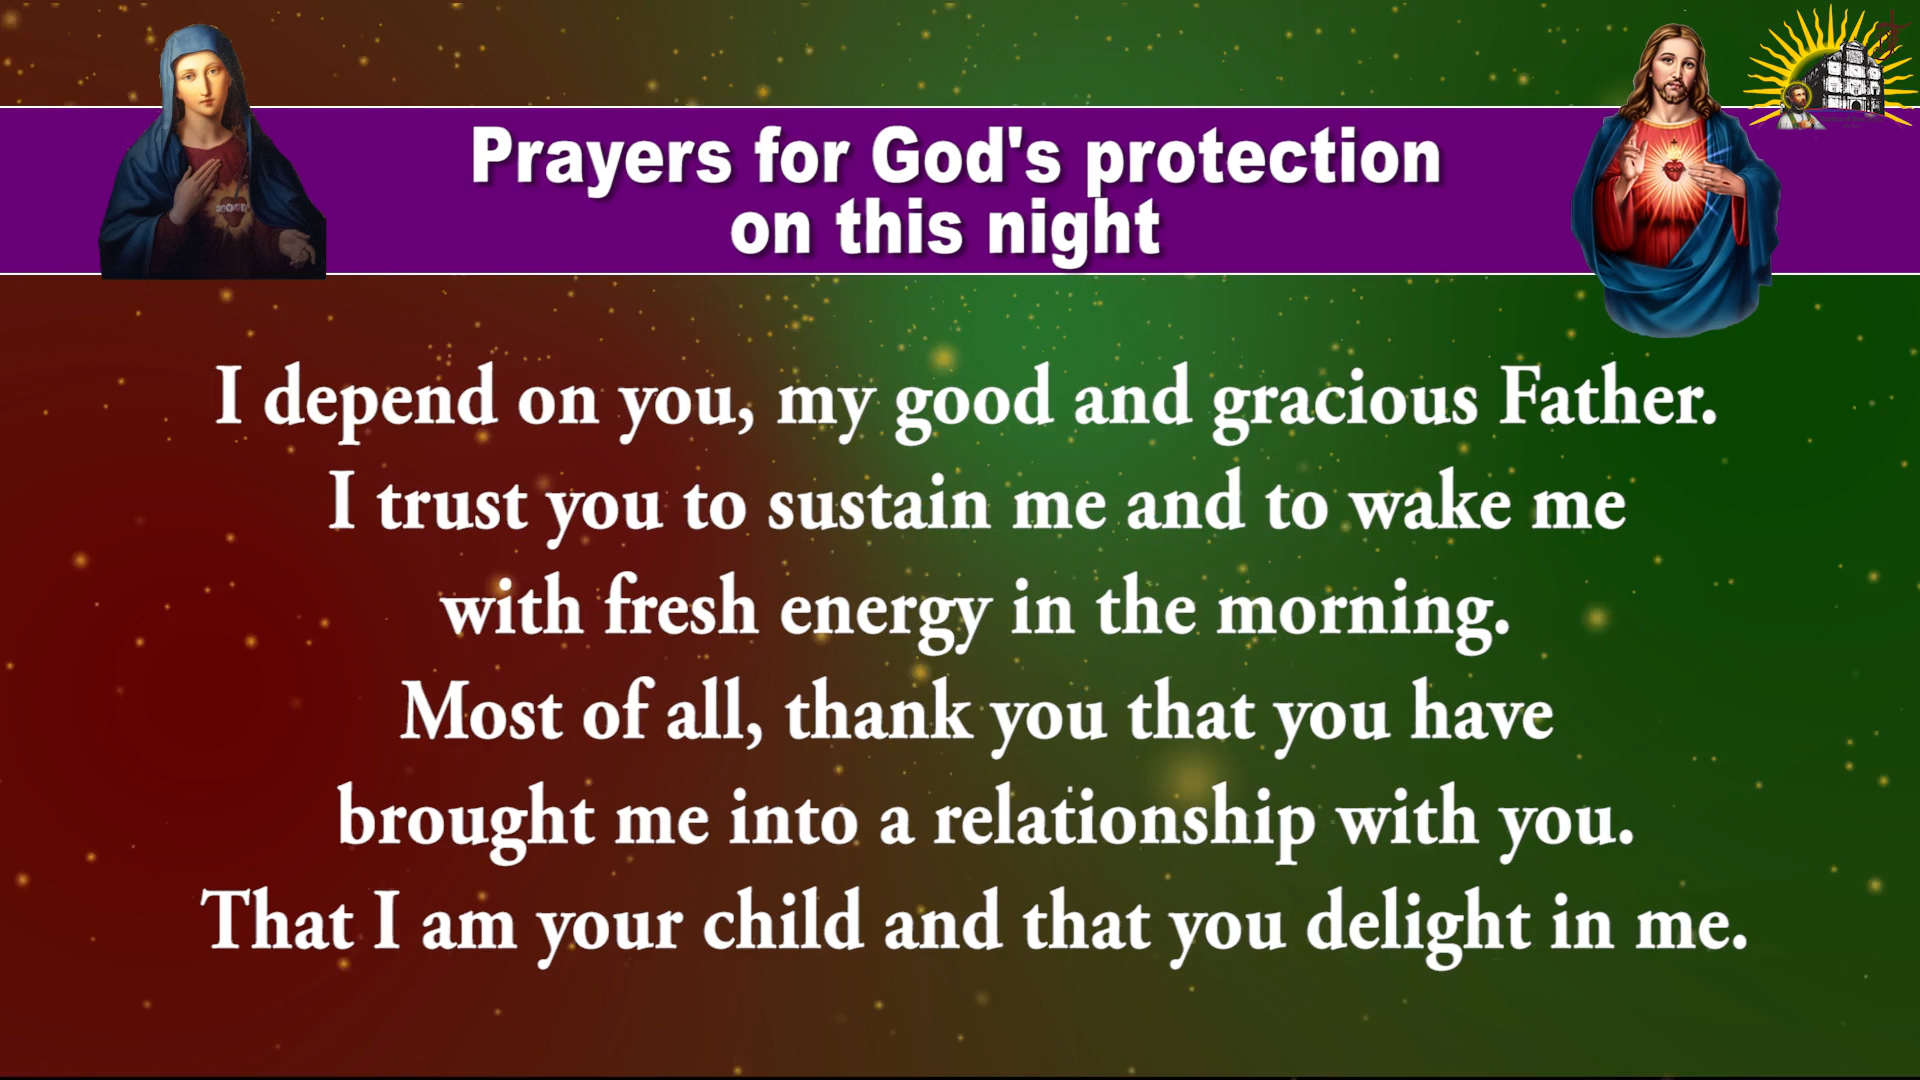 Prayers for God's protection
on this night
I depend on you, my good and gracious Father.
I trust you to sustain me and to wake me
with fresh energy in the morning.
Most of all, thank you that you have
brought me into a relationship with you.
That I am your child and that you delight in me.